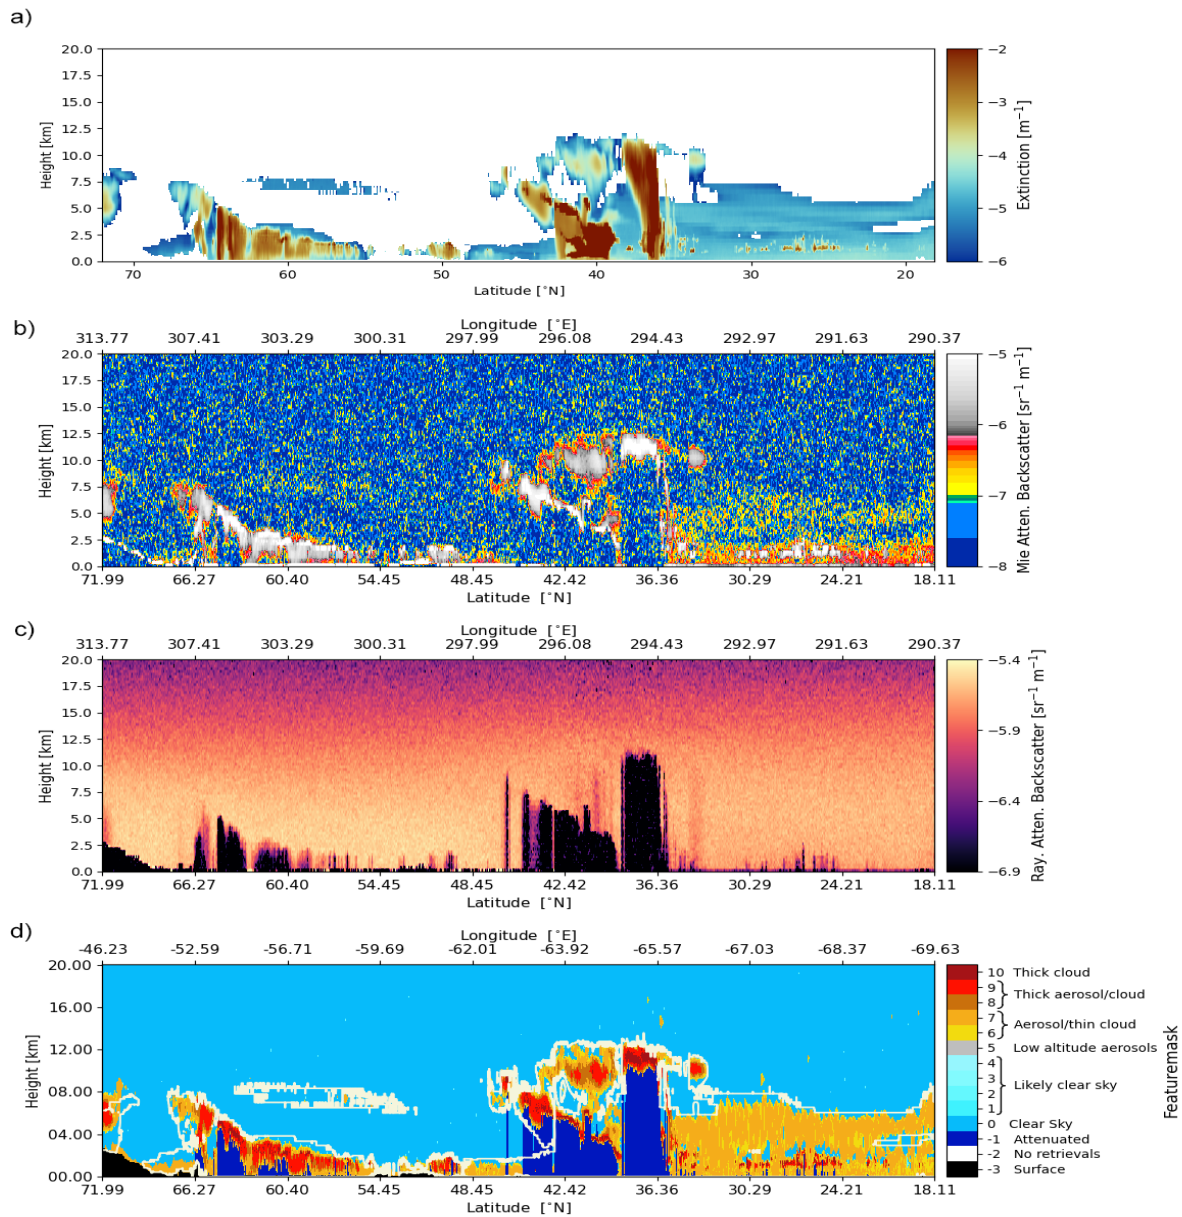 a)
20.0
17.5
15.0
12.5
10.0
7.5
5.0
2.5
0.0
Height [km]
70 60 50 40 30 20
Latitude [°N]
−2
−3
−4
−5
−6
Extinction [m⁻¹]
b)
Longitude [°E]
313.77 307.41 303.29 300.31 297.99 296.08 294.43 292.97 291.63 290.37
20.0
17.5
15.0
12.5
10.0
7.5
5.0
2.5
0.0
Height [km]
71.99 66.27 60.40 54.45 48.45 42.42 36.36 30.29 24.21 18.11
Latitude [°N]
−5
−6
−7
−8
Mie Atten. Backscatter [sr⁻¹ m⁻¹]
c)
Longitude [°E]
313.77 307.41 303.29 300.31 297.99 296.08 294.43 292.97 291.63 290.37
20.0
17.5
15.0
12.5
10.0
7.5
5.0
2.5
0.0
Height [km]
71.99 66.27 60.40 54.45 48.45 42.42 36.36 30.29 24.21 18.11
Latitude [°N]
−5.4
−5.9
−6.4
−6.9
Ray. Atten. Backscatter [sr⁻¹ m⁻¹]
d)
Longitude [°E]
-46.23 -52.59 -56.71 -59.69 -62.01 -63.92 -65.57 -67.03 -68.37 -69.63
20.00
16.00
12.00
08.00
04.00
00.00
Height [km]
71.99 66.27 60.40 54.45 48.45 42.42 36.36 30.29 24.21 18.11
Latitude [°N]
10 Thick cloud
9
8
Thick aerosol/cloud
7
6
Aerosol/thin cloud
5 Low altitude aerosols
4
3
2
1
Likely clear sky
0 Clear Sky
-1 Attenuated
-2 No retrievals
-3 Surface
Featuremask